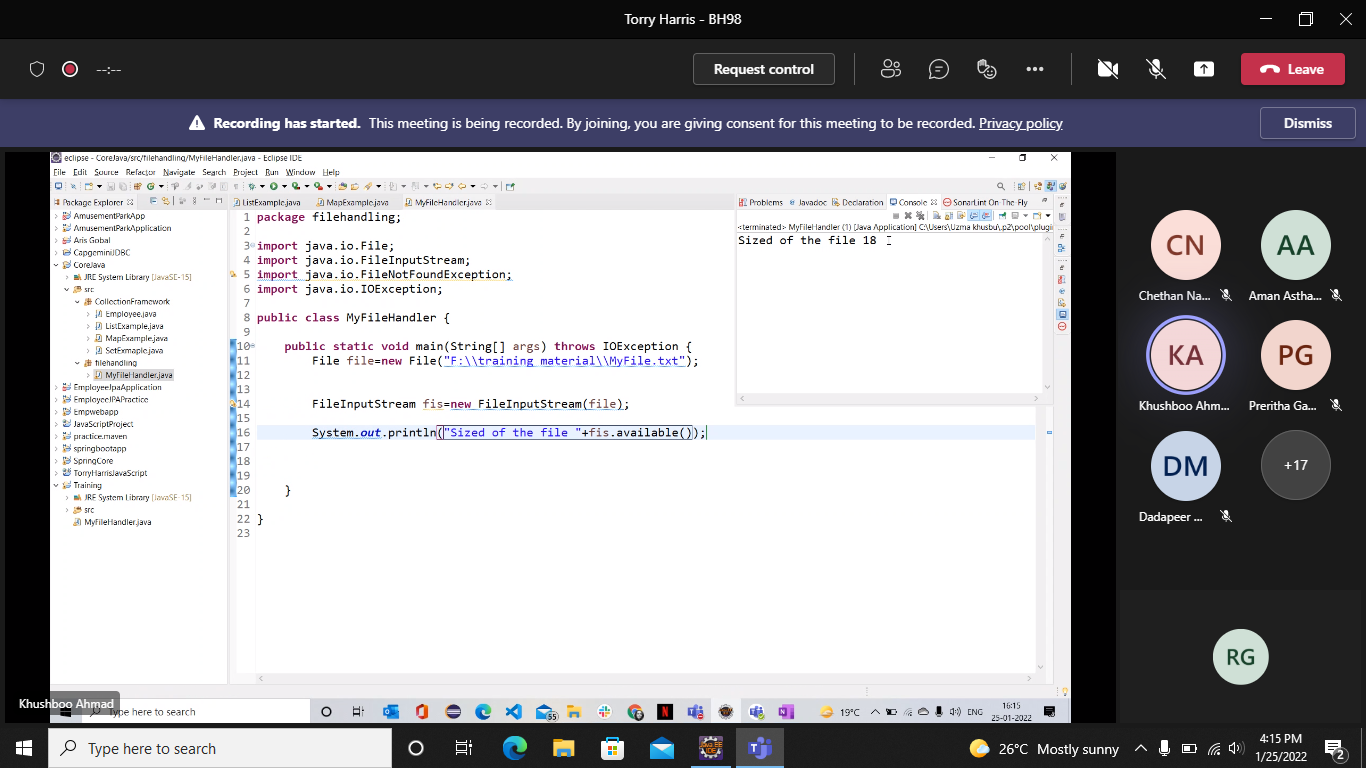 Torry Harris - BH98
--:--
Request control
Leave
Recording has started. This meeting is being recorded. By joining, you are giving consent for this meeting to be recorded. Privacy policy
Dismiss
eclipse - CoreJava/src/filehandling/MyFileHandler.java - Eclipse IDE
File Edit Source Refactor Navigate Search Project Run Window Help
Package Explorer
AmusementParkApp
AmusementParkApplication
Aris Gobal
CapgeminiJDBC
CoreJava
JRE System Library [JavaSE-15]
src
CollectionFramework
Employee.java
ListExample.java
MapExample.java
SetExmaple.java
filehandling
MyFileHandler.java
EmployeeJpaApplication
EmployeeJPAPractice
Empwebapp
JavaScriptProject
practice.maven
springbootapp
SpringCore
TorryHarrisJavaScript
Training
JRE System Library [JavaSE-15]
src
MyFileHandler.java
ListExample.java MapExample.java MyFileHandler.java
1 package filehandling;
2
3 import java.io.File;
4 import java.io.FileInputStream;
5 import java.io.FileNotFoundException;
6 import java.io.IOException;
7
8 public class MyFileHandler {
9
10 public static void main(String[] args) throws IOException {
11 File file=new File("F:\\training material\\MyFile.txt");
12
13
14 FileInputStream fis=new FileInputStream(file);
15
16 System.out.println("Sized of the file "+fis.available());
17
18
19
20 }
21
22 }
23
Problems Javadoc Declaration Console SonarLint On-The-Fly
<terminated> MyFileHandler (1) [Java Application] C:\Users\Uzma khusbu\.p2\pool\plugi
Sized of the file 18
CN
Chethan Na...
AA
Aman Astha...
KA
Khushboo Ahm...
PG
Preritha Ga...
DM
Dadapeer ...
+17
RG
Khushboo Ahmad
Type here to search
55
19°C
ENG
16:15
25-01-2022
Type here to search
26°C Mostly sunny
4:15 PM
1/25/2022
2